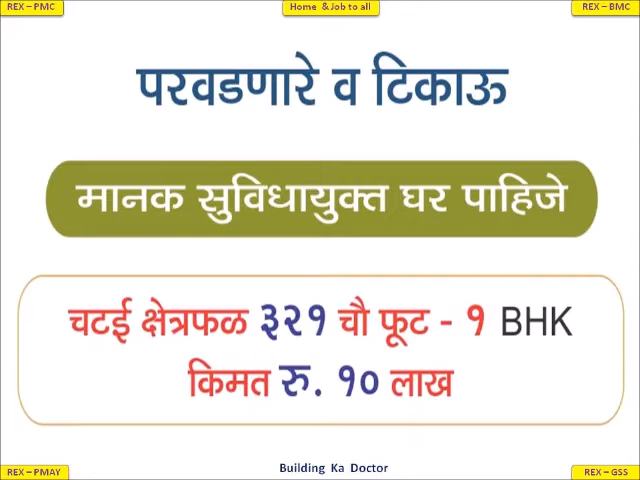 REX – PMC
Home & Job to all
REX – BMC
परवडणारे व टिकाऊ
मानक सुविधायुक्त घर पाहिजे
चटई क्षेत्रफळ ३२१ चौ फूट - १ BHK
किमत रु. १० लाख
REX – PMAY
Building Ka Doctor
REX – GSS